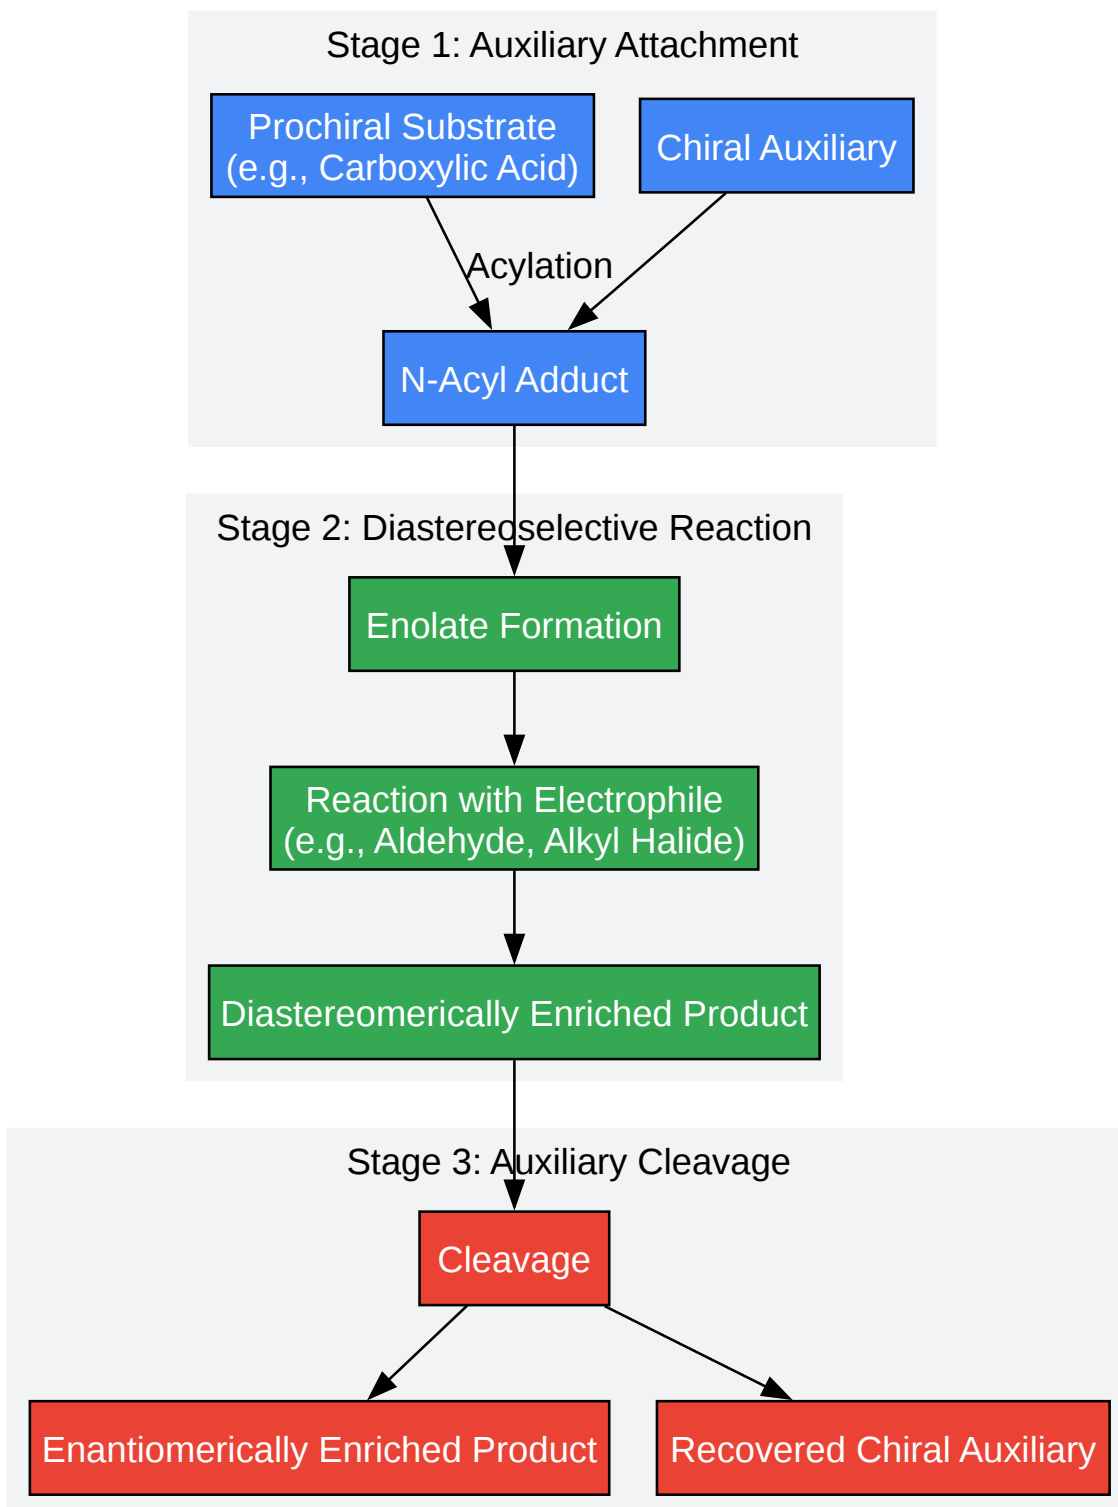 Stage 1: Auxiliary Attachment
Prochiral Substrate
(e.g., Carboxylic Acid)
Chiral Auxiliary
Acylation
N-Acyl Adduct
Stage 2: Diastereoselective Reaction
Enolate Formation
Reaction with Electrophile
(e.g., Aldehyde, Alkyl Halide)
Diastereomerically Enriched Product
Stage 3: Auxiliary Cleavage
Cleavage
Enantiomerically Enriched Product
Recovered Chiral Auxiliary